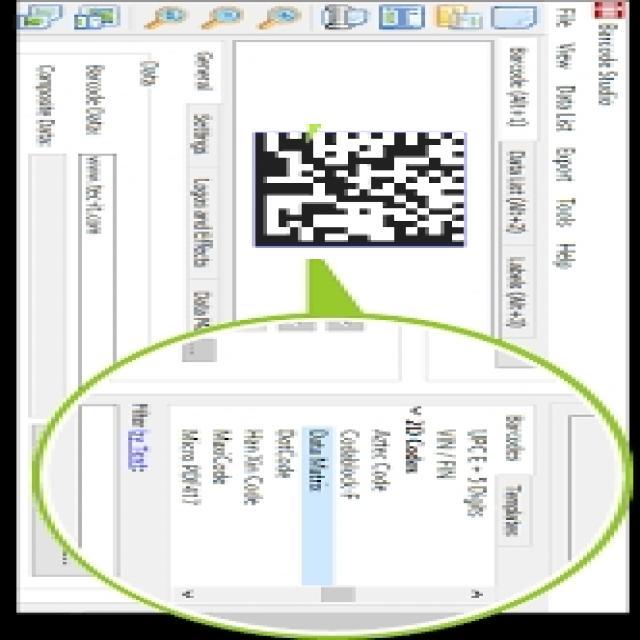 Barcode Studio
File View Data List Export Tools Help
Barcode (Alt+1) Data List (Alt+2) Labels (Alt+3)
General Settings Logos and Effects
Data
Barcode Data: www.tec-it.com
Composite Data:
Barcodes Templates
UPC E + 5 Digits
VIN / FIN
2D Codes
Aztec Code
Codablock-F
Data Matrix
DotCode
Han Xin Code
MaxiCode
Micro PDF417
Filter by Text: